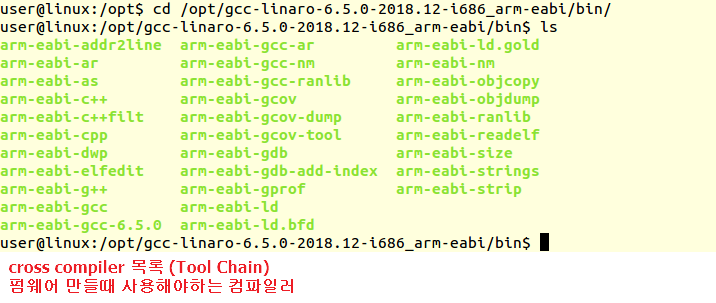 user@linux:/opt$ cd /opt/gcc-linaro-6.5.0-2018.12-i686_arm-eabi/bin/
user@linux:/opt/gcc-linaro-6.5.0-2018.12-i686_arm-eabi/bin$ ls
arm-eabi-addr2line arm-eabi-gcc-ar arm-eabi-ld.gold
arm-eabi-ar arm-eabi-gcc-nm arm-eabi-nm
arm-eabi-as arm-eabi-gcc-ranlib arm-eabi-objcopy
arm-eabi-c++ arm-eabi-gcov arm-eabi-objdump
arm-eabi-c++filt arm-eabi-gcov-dump arm-eabi-ranlib
arm-eabi-cpp arm-eabi-gcov-tool arm-eabi-readelf
arm-eabi-dwp arm-eabi-gdb arm-eabi-size
arm-eabi-elfedit arm-eabi-gdb-add-index arm-eabi-strings
arm-eabi-g++ arm-eabi-gprof arm-eabi-strip
arm-eabi-gcc arm-eabi-ld
arm-eabi-gcc-6.5.0 arm-eabi-ld.bfd
user@linux:/opt/gcc-linaro-6.5.0-2018.12-i686_arm-eabi/bin$
cross compiler 목록 (Tool Chain)
펌웨어 만들때 사용해야하는 컴파일러